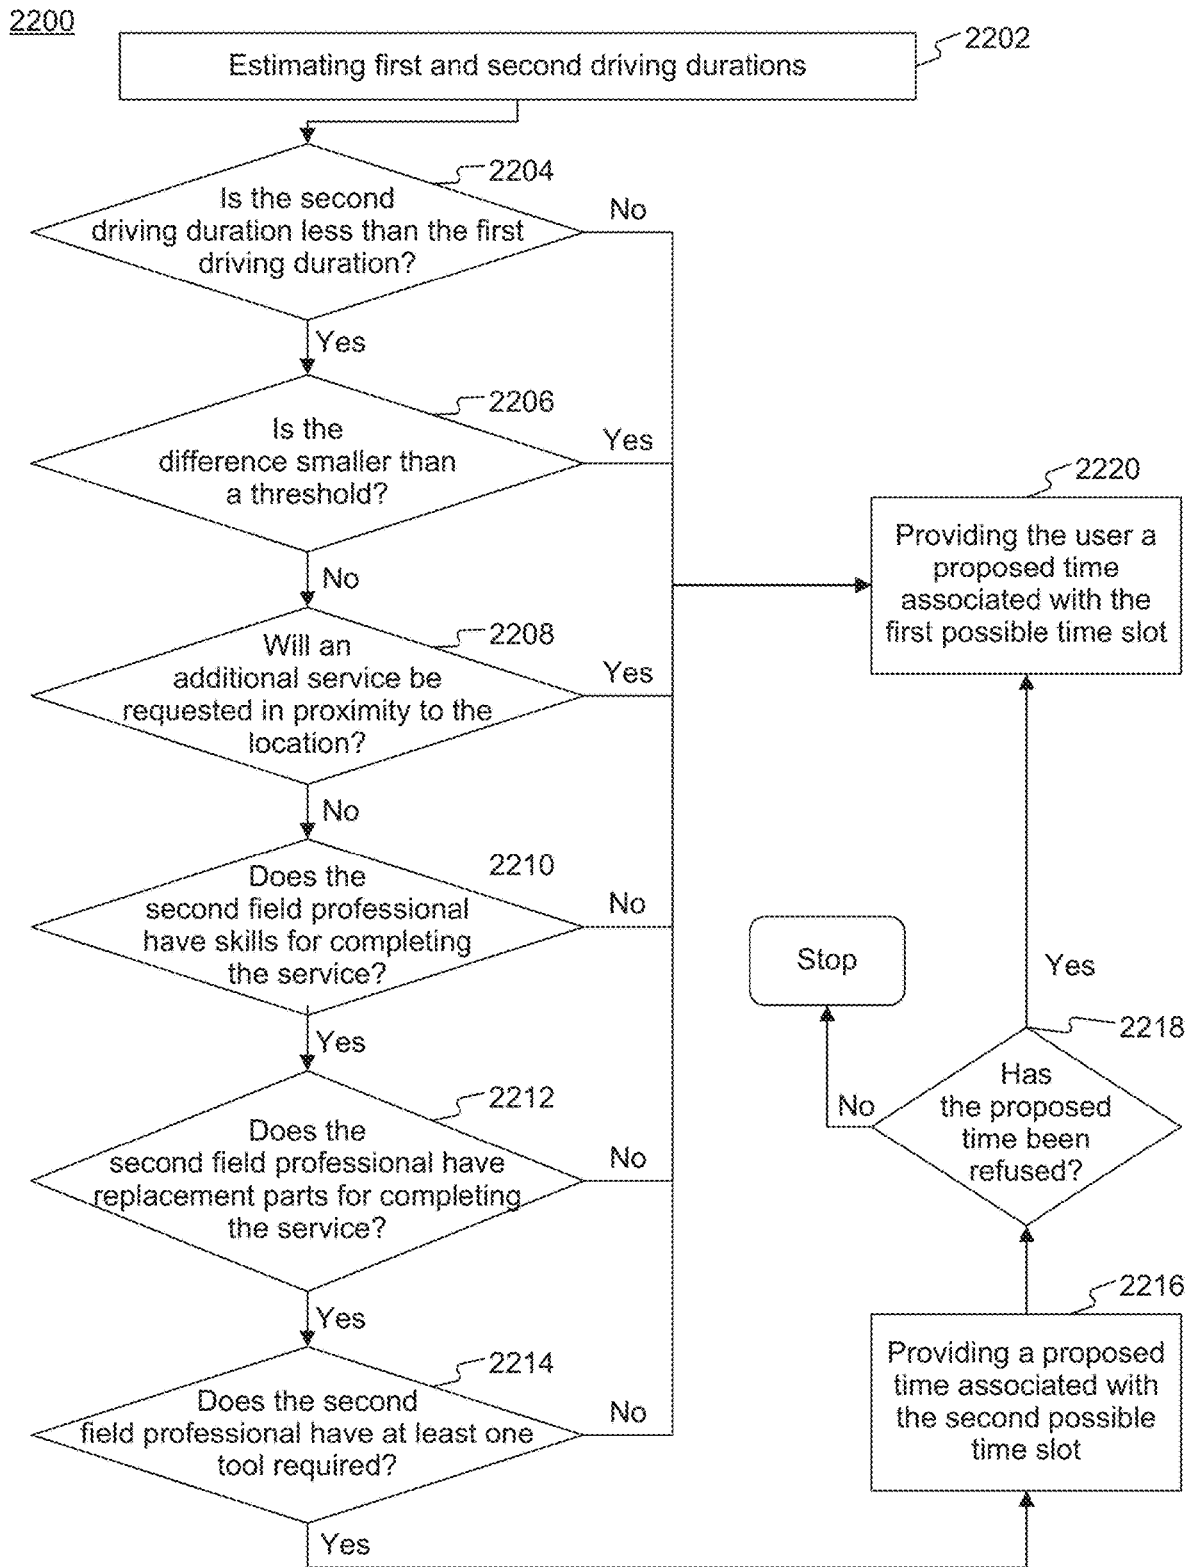 2200
Estimating first and second driving durations
2202
2204
Is the second
driving duration less than the first
driving duration?
No
Yes
2206
Is the
difference smaller than
a threshold?
Yes
No
2208
Will an
additional service be
requested in proximity to the
location?
Yes
No
2210
Does the
second field professional
have skills for completing
the service?
No
Yes
2212
Does the
second field professional have
replacement parts for completing
the service?
No
Yes
2214
Does the second
field professional have at least one
tool required?
No
Yes
2216
Providing a proposed
time associated with
the second possible
time slot
2218
Has
the proposed
time been
refused?
No
Stop
Yes
2220
Providing the user a
proposed time
associated with the
first possible time slot